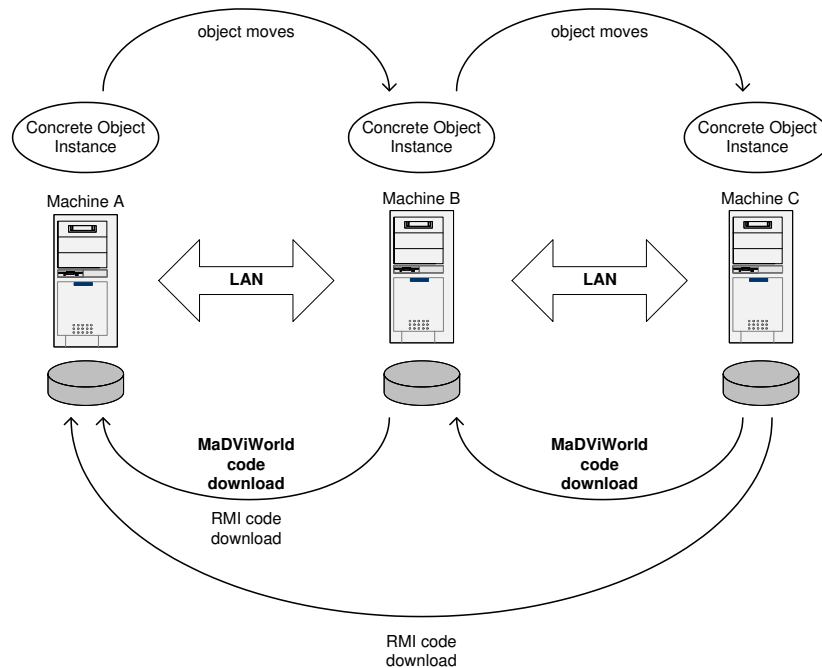 object moves
object moves
Concrete Object
Instance
Concrete Object
Instance
Concrete Object
Instance
Machine A
Machine B
Machine C
LAN
LAN
MaDViWorld
code
download
MaDViWorld
code
download
RMI code
download
RMI code
download